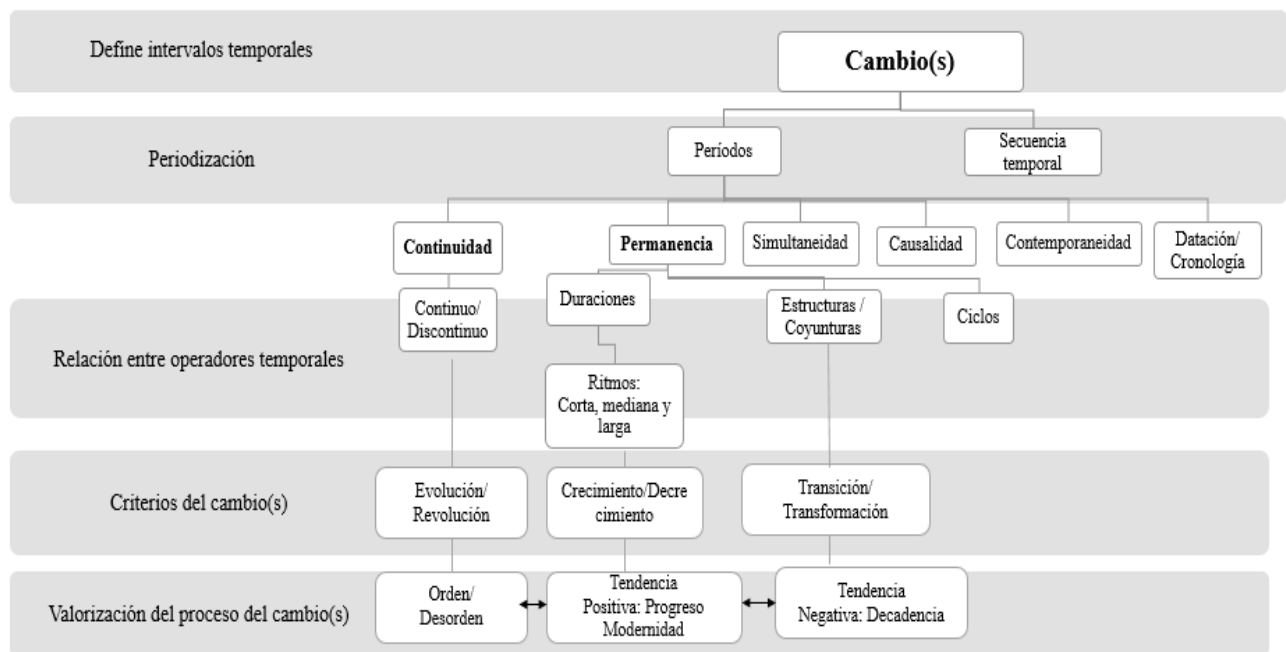 Defíne intervalos temporales
Cambio(s)
Periodización
Períodos
Secuencia
temporal
Continuidad
Permanencia
Simultaneidad
Causalidad
Contemporaneidad
Datación/
Cronología
Relación entre operadores temporales
Continuo/
Discontinuo
Duraciones
Estructuras /
Coyunturas
Ciclos
Ritmos:
Corta, mediana y
larga
Criterios del cambio(s)
Evolución/
Revolución
Crecimiento/Decre
cimiento
Transición/
Transformación
Valorización del proceso del cambio(s)
Orden/
Desorden
Tendencia
Positiva: Progreso
Modernidad
Tendencia
Negativa: Decadencia